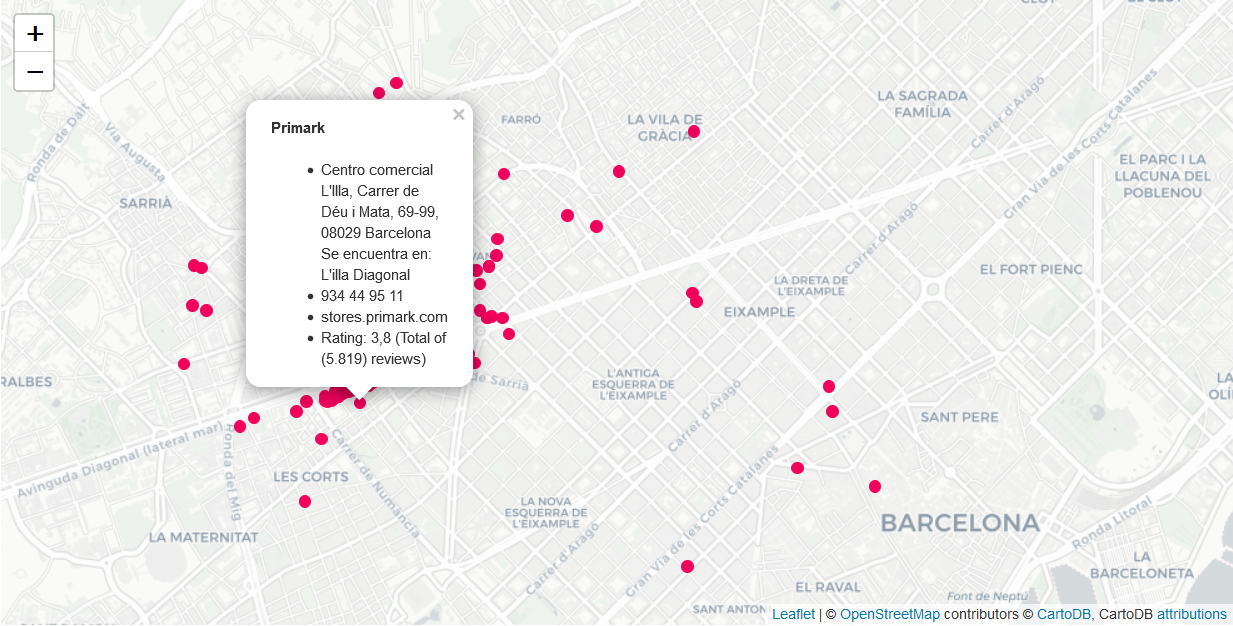 +
−
CLOT
EL CLOT
Ronda de Dalt
Via Augusta
SARRIÀ
FARRÓ
LA VILA DE
GRÀCIA
LA SAGRADA
FAMÍLIA
Carrer d'Aragó
Gran Via de les Corts Catalanes
EL PARC I LA
LLACUNA DEL
POBLENOU
×
Primark
Centro comercial
L'Illa, Carrer de
Déu i Mata, 69-99,
08029 Barcelona
Se encuentra en:
L'illa Diagonal
934 44 95 11
stores.primark.com
Rating: 3,8 (Total of
(5.819) reviews)
Carrer d'Aragó
LA DRETA DE
L'EIXAMPLE
EL FORT PIENC
EIXAMPLE
L'ANTIGA
ESQUERRA DE
L'EIXAMPLE
de Sarrià
Carrer d'Aragó
RALBES
LA
OLÍ
SANT PERE
Avinguda Diagonal (lateral mar)
Ronda del Mig
Carrer de Numància
LES CORTS
LA MATERNITAT
LA NOVA
ESQUERRA DE
L'EIXAMPLE
Carrer d'Aragó
Gran Via de les Corts Catalanes
BARCELONA
Ronda Litoral
LA
BARCELONETA
EL RAVAL
Font de Neptú
SANT ANTON
Leaflet | © OpenStreetMap contributors © CartoDB, CartoDB attributions